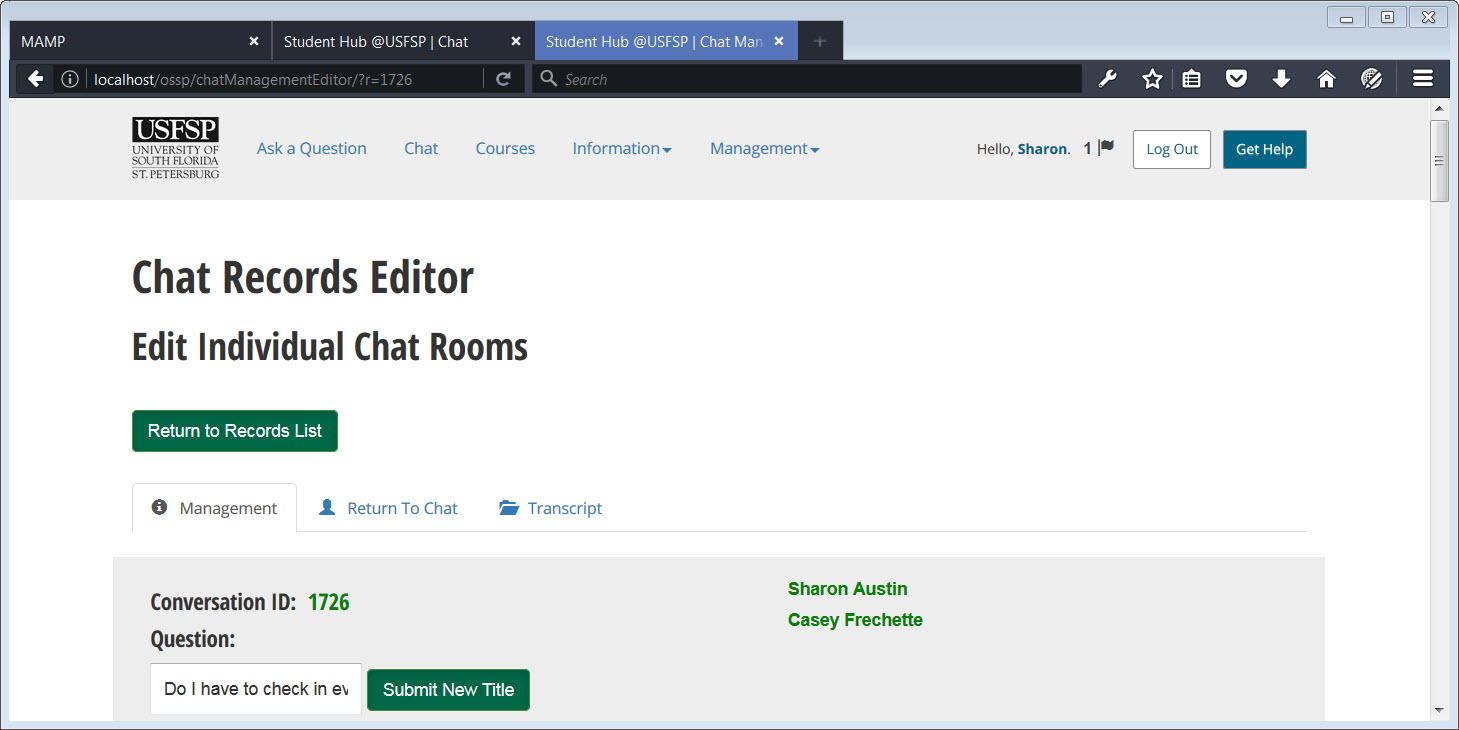 MAMP
Student Hub @USFSP | Chat
Student Hub @USFSP | Chat Man
localhost/ossp/chatManagementEditor/?r=1726
Search
USFSP
UNIVERSITY OF
SOUTH FLORIDA
ST. PETERSBURG
Ask a Question
Chat
Courses
Information
Management
Hello, Sharon.
1
Log Out
Get Help
Chat Records Editor
Edit Individual Chat Rooms
Return to Records List
Management
Return To Chat
Transcript
Conversation ID: 1726
Question:
Do I have to check in ev
Submit New Title
Sharon Austin
Casey Frechette